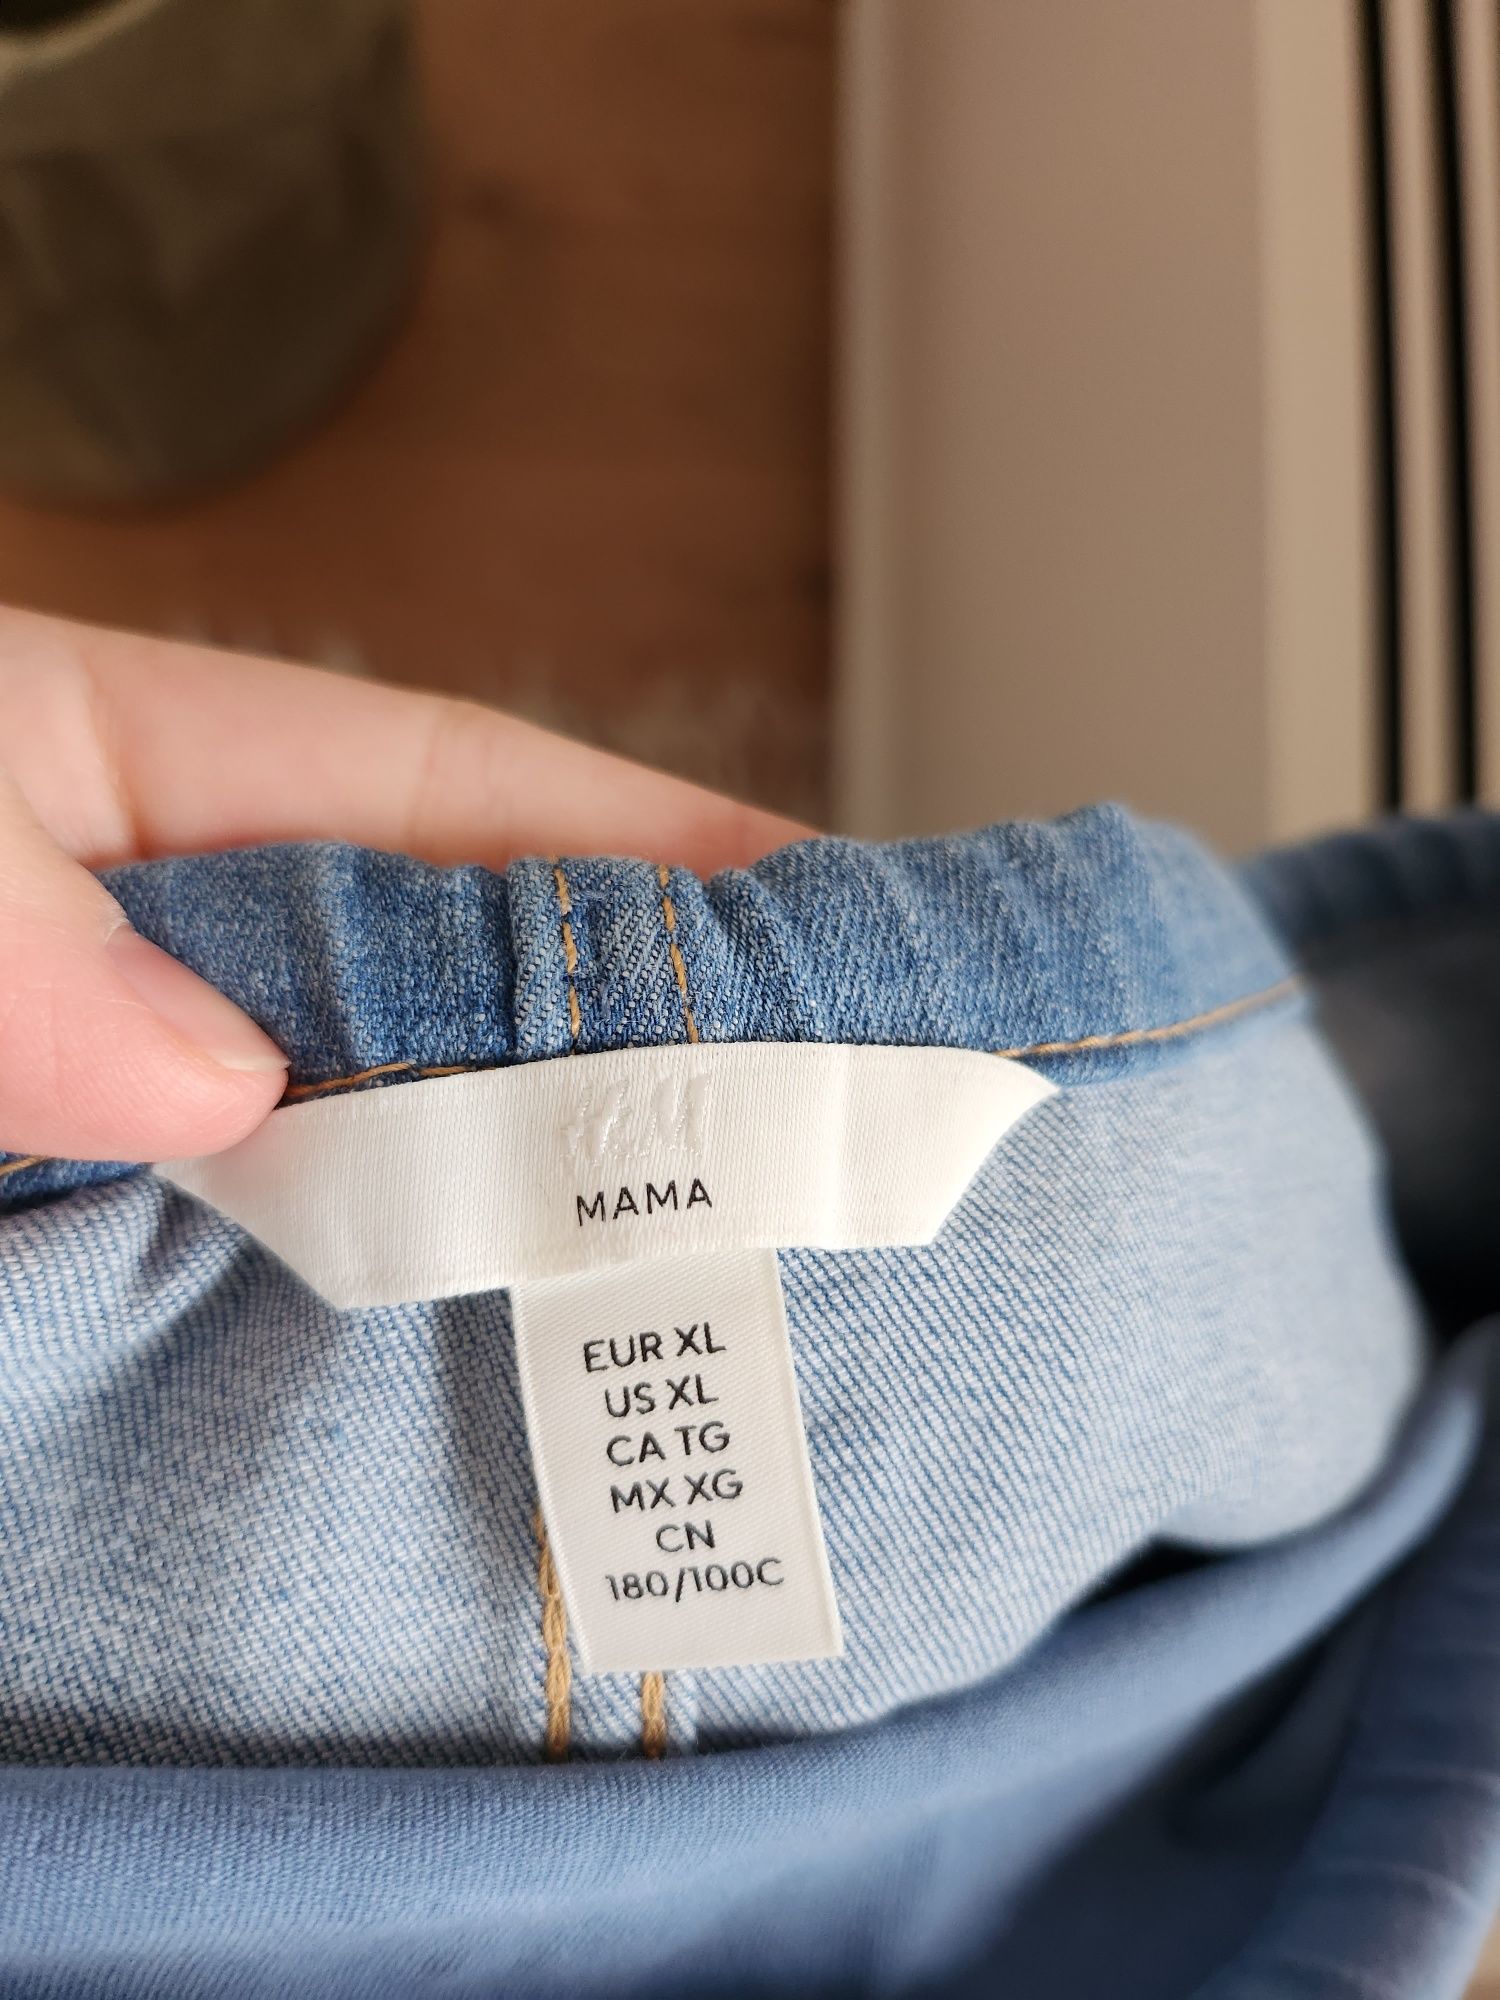 H&M
MAMA
EUR XL
US XL
CA TG
MX XG
CN
180/100C